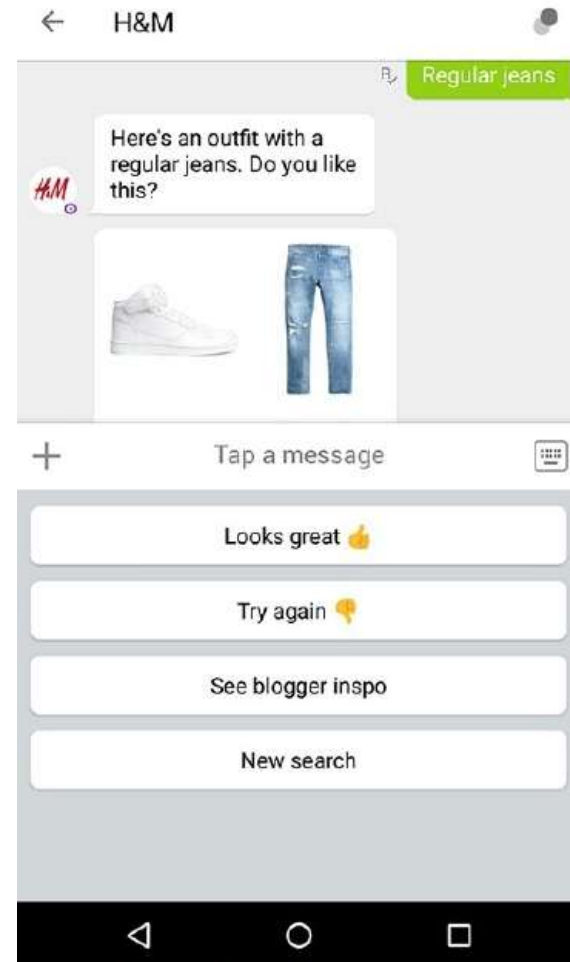 H&M
Regular jeans
Here's an outfit with a
regular jeans. Do you like
this?
H&M
Tap a message
Looks great 👍
Try again 👎
See blogger inspo
New search